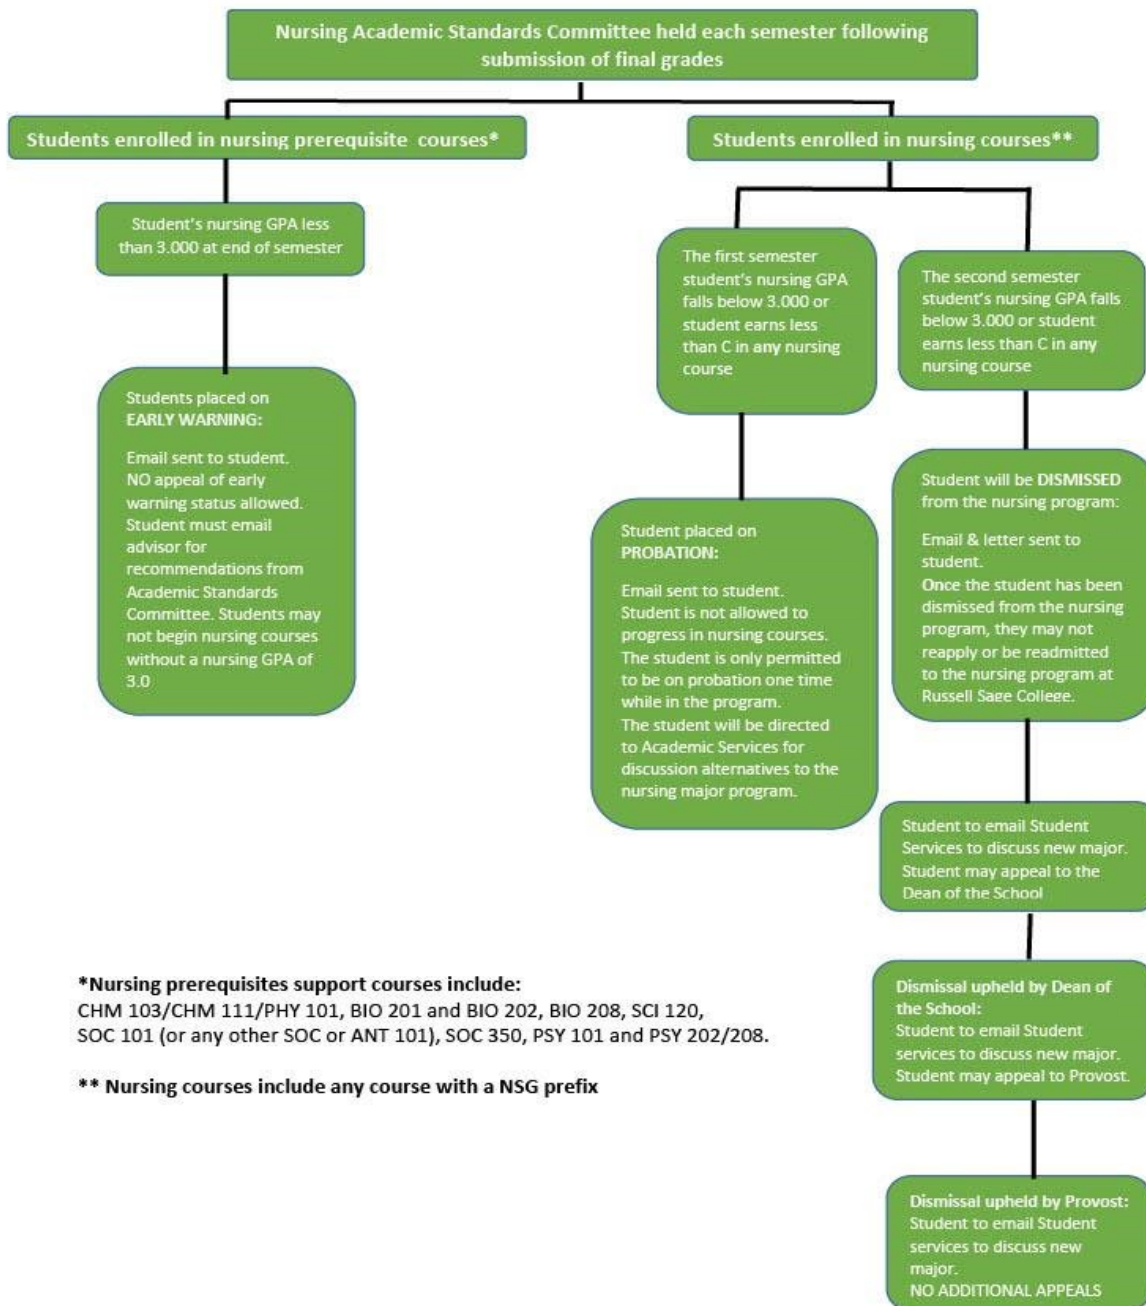 Nursing Academic Standards Committee held each semester following
submission of final grades
Students enrolled in nursing prerequisite courses*
Students enrolled in nursing courses**
Student's nursing GPA less
than 3.000 at end of semester
The first semester
student's nursing GPA
falls below 3.000 or
student earns less
than C in any nursing
course
The second semester
student's nursing GPA falls
below 3.000 or student
earns less than C in any
nursing course
Students placed on
EARLY WARNING:
Email sent to student.
NO appeal of early
warning status allowed.
Student must email
advisor for
recommendations from
Academic Standards
Committee. Students may
not begin nursing courses
without a nursing GPA of
3.0
Student placed on
PROBATION:
Email sent to student.
Student is not allowed to
progress in nursing courses.
The student is only permitted
to be on probation one time
while in the program.
The student will be directed
to Academic Services for
discussion alternatives to the
nursing major program.
Student will be DISMISSED
from the nursing program:
Email & letter sent to
student.
Once the student has been
dismissed from the nursing
program, they may not
reapply or be readmitted
to the nursing program at
Russell Sage College.
Student to email Student
Services to discuss new major.
Student may appeal to the
Dean of the School
Dismissal upheld by Dean of
the School:
Student to email Student
services to discuss new major.
Student may appeal to Provost.
Dismissal upheld by Provost:
Student to email Student
services to discuss new
major.
NO ADDITIONAL APPEALS
*Nursing prerequisites support courses include:
CHM 103/CHM 111/PHY 101, BIO 201 and BIO 202, BIO 208, SCI 120,
SOC 101 (or any other SOC or ANT 101), SOC 350, PSY 101 and PSY 202/208.
** Nursing courses include any course with a NSG prefix